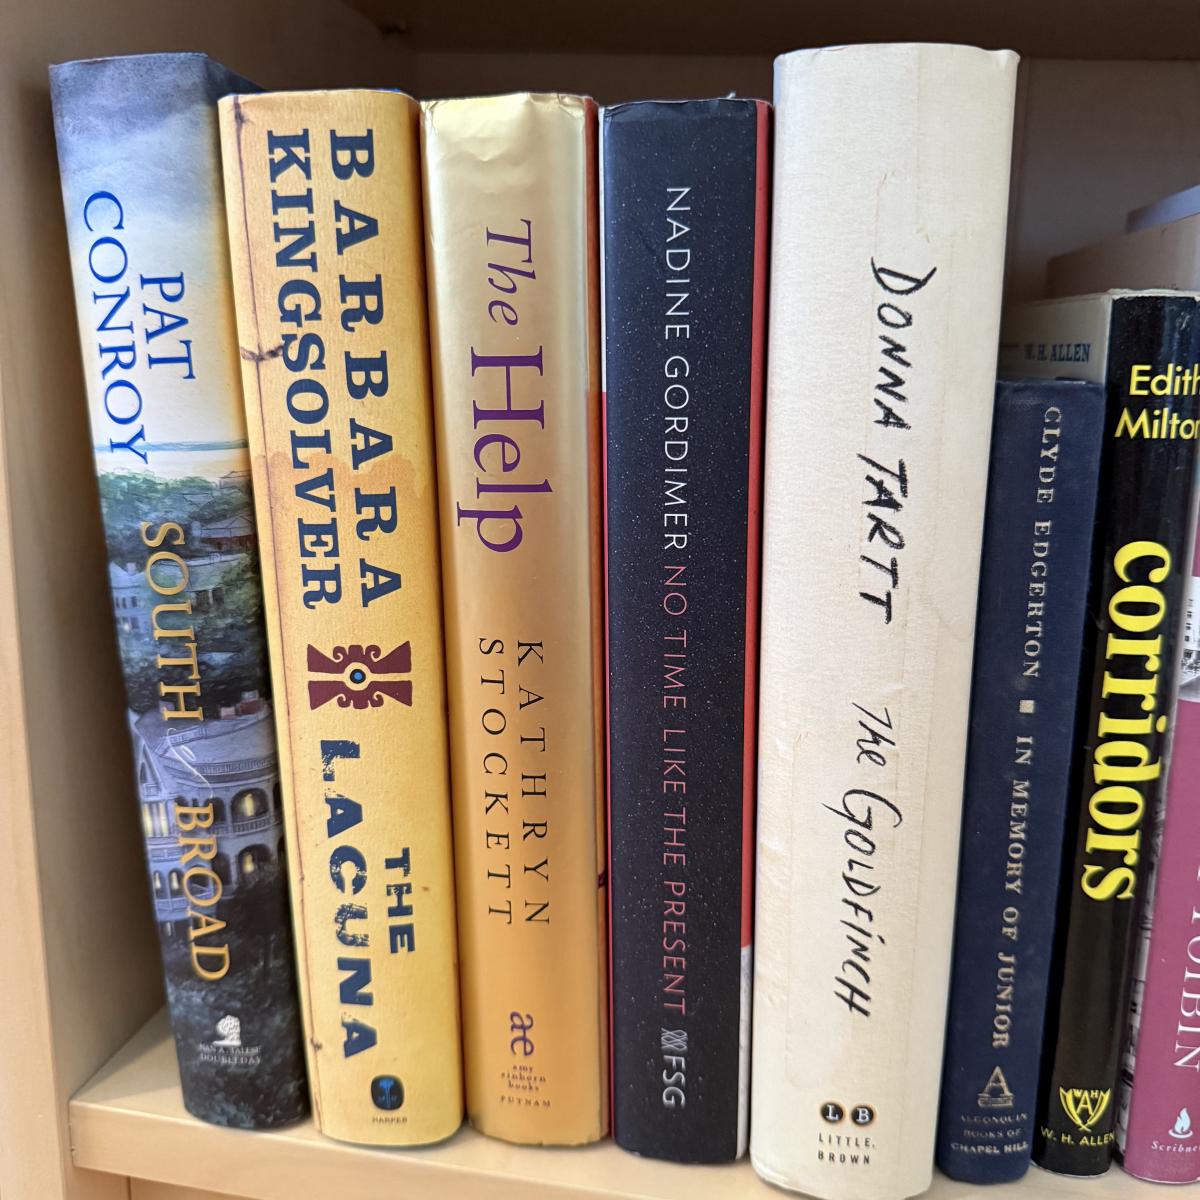 PAT
CONROY
SOUTH
BROAD
NAN A. TALESE
DOUBLEDAY
BARBARA
KINGSOLVER
THE
LACUNA
HARPER
The Help
KATHRYN
STOCKETT
ae
amy
einhorn
books
PUTNAM
NADINE GORDIMER NO TIME LIKE THE PRESENT FSG
DONNA TARTT The GOLDFINCH
L B
LITTLE,
BROWN
W. H. ALLEN
CLYDE EDGERTON IN MEMORY OF JUNIOR
A
ALGONQUIN
BOOKS OF
CHAPEL HILL
Edith
Milton
corridors
WAH
W. H. ALLEN
TOIBIN
Scribner